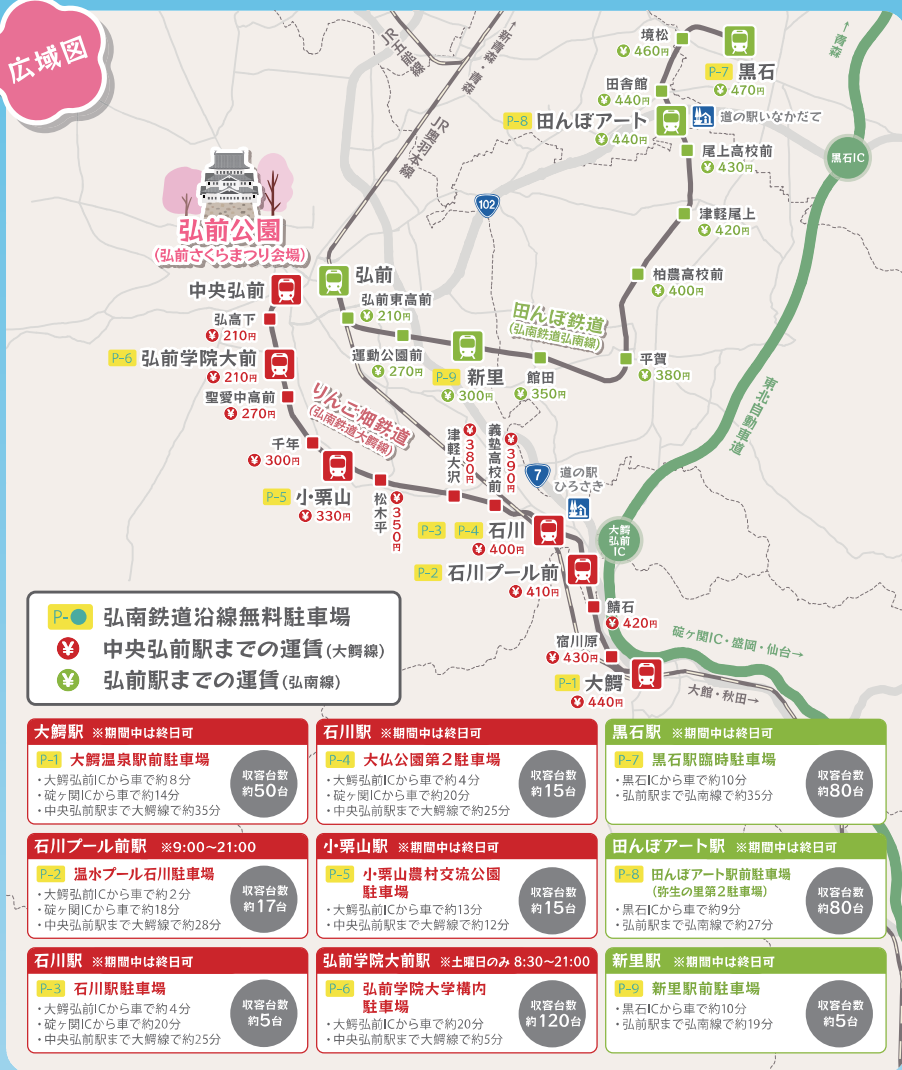 広域図
JR五能線
↑新青森・青森
JR奥羽本線
↑青森
境松
¥460円
P-7 黒石
¥470円
田舎館
¥440円
P-8 田んぼアート
¥440円
道の駅いなかだて
尾上高校前
¥430円
黒石IC
102
津軽尾上
¥420円
弘前公園
(弘前さくらまつり会場)
柏農高校前
¥400円
中央弘前
弘前
弘前東高前
¥210円
弘高下
¥210円
田んぼ鉄道
(弘南鉄道弘南線)
P-6 弘前学院大前
¥210円
運動公園前
¥270円
P-9 新里
¥300円
館田
¥350円
平賀
¥380円
東北自動車道
聖愛中高前
¥270円
りんご畑鉄道
(弘南鉄道大鰐線)
千年
¥300円
津軽大沢
¥380円
義塾高校前
¥390円
7
道の駅
ひろさき
P-5 小栗山
¥330円
松木平
¥350円
P-3 P-4 石川
¥400円
大鰐
弘前
IC
P-2 石川プール前
¥410円
鯖石
¥420円
宿川原
¥430円
碇ヶ関IC・盛岡・仙台→
P-1 大鰐
¥440円
大館・秋田→
P-● 弘南鉄道沿線無料駐車場
¥ 中央弘前駅までの運賃(大鰐線)
¥ 弘前駅までの運賃(弘南線)
大鰐駅 ※期間中は終日可
P-1 大鰐温泉駅前駐車場
・大鰐弘前ICから車で約8分
・碇ヶ関ICから車で約14分
・中央弘前駅まで大鰐線で約35分
収容台数
約50台
石川駅 ※期間中は終日可
P-4 大仏公園第2駐車場
・大鰐弘前ICから車で約4分
・碇ヶ関ICから車で約20分
・中央弘前駅まで大鰐線で約25分
収容台数
約15台
黒石駅 ※期間中は終日可
P-7 黒石駅臨時駐車場
・黒石ICから車で約10分
・弘前駅まで弘南線で約35分
収容台数
約80台
石川プール前駅 ※9:00～21:00
P-2 温水プール石川駐車場
・大鰐弘前ICから車で約2分
・碇ヶ関ICから車で約18分
・中央弘前駅まで大鰐線で約28分
収容台数
約17台
小栗山駅 ※期間中は終日可
P-5 小栗山農村交流公園
駐車場
・大鰐弘前ICから車で約13分
・中央弘前駅まで大鰐線で約12分
収容台数
約15台
田んぼアート駅 ※期間中は終日可
P-8 田んぼアート駅前駐車場
(弥生の里第2駐車場)
・黒石ICから車で約9分
・弘前駅まで弘南線で約27分
収容台数
約80台
石川駅 ※期間中は終日可
P-3 石川駅駐車場
・大鰐弘前ICから車で約4分
・碇ヶ関ICから車で約20分
・中央弘前駅まで大鰐線で約25分
収容台数
約5台
弘前学院大前駅 ※土曜日のみ 8:30～21:00
P-6 弘前学院大学構内
駐車場
・大鰐弘前ICから車で約20分
・中央弘前駅まで大鰐線で約5分
収容台数
約120台
新里駅 ※期間中は終日可
P-9 新里駅前駐車場
・黒石ICから車で約10分
・弘前駅まで弘南線で約19分
収容台数
約5台